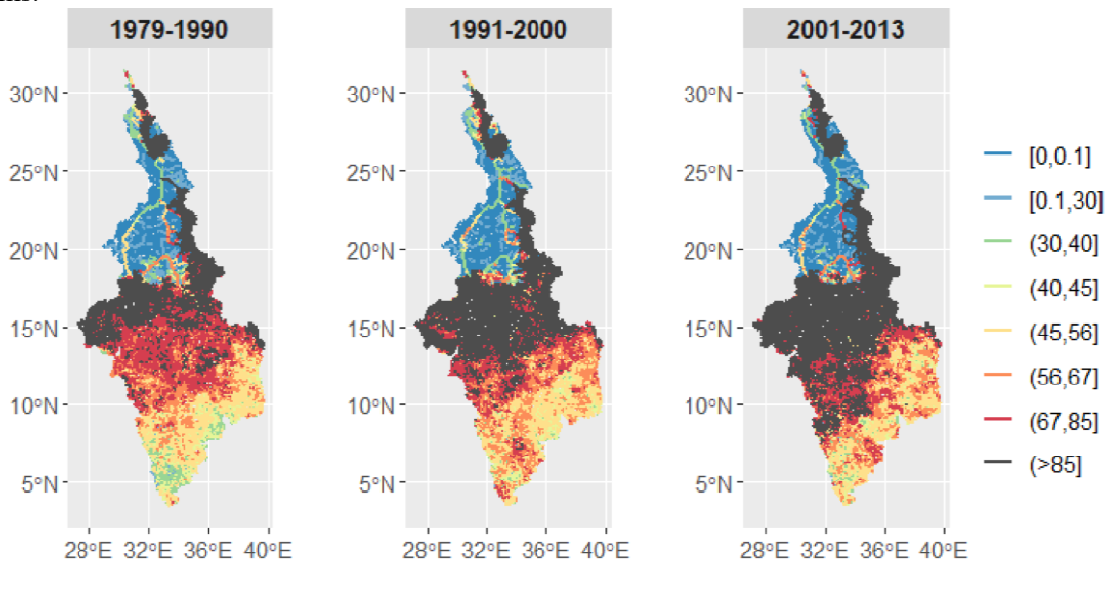 1979-1990 1991-2000 2001-2013
30°N 30°N 30°N
25°N 25°N 25°N
20°N 20°N 20°N
15°N 15°N 15°N
10°N 10°N 10°N
5°N 5°N 5°N
28°E 32°E 36°E 40°E 28°E 32°E 36°E 40°E 28°E 32°E 36°E 40°E
[0,0.1]
[0.1,30]
(30,40]
(40,45]
(45,56]
(56,67]
(67,85]
(>85]